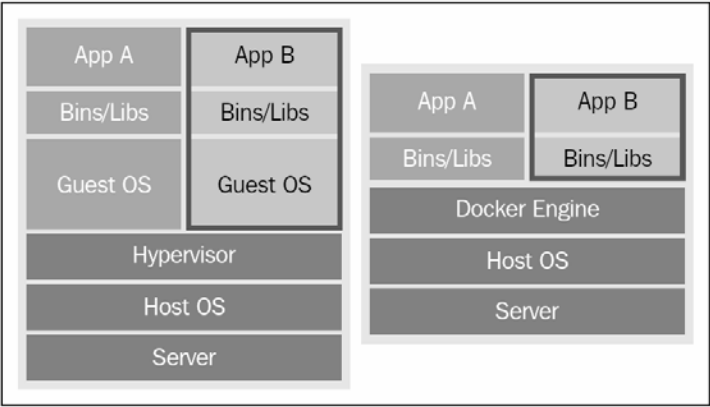 App A
App B
Bins/Libs
Bins/Libs
Guest OS
Guest OS
Hypervisor
Host OS
Server
App A
App B
Bins/Libs
Bins/Libs
Docker Engine
Host OS
Server